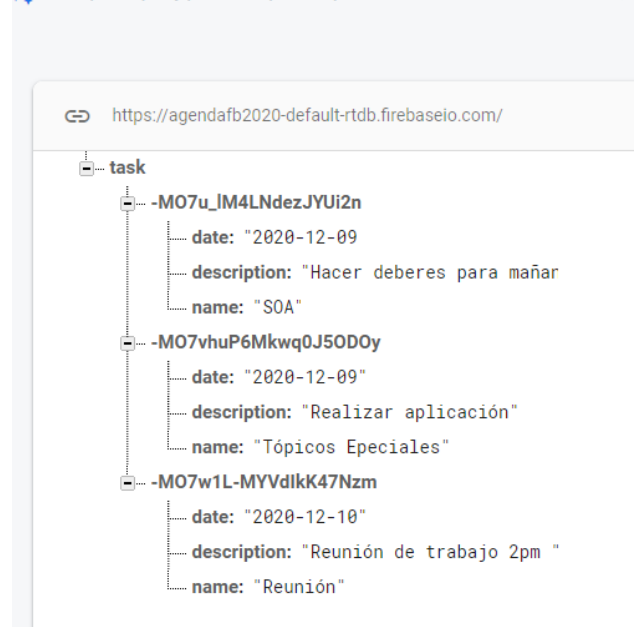 https://agendafb2020-default-rtdb.firebaseio.com/
task
-MO7u_lM4LNdezJYUi2n
date: "2020-12-09
description: "Hacer deberes para mañar
name: "SOA"
-MO7vhuP6Mkwq0J5ODOy
date: "2020-12-09"
description: "Realizar aplicación"
name: "Tópicos Epeciales"
-MO7w1L-MYVdIkK47Nzm
date: "2020-12-10"
description: "Reunión de trabajo 2pm "
name: "Reunión"